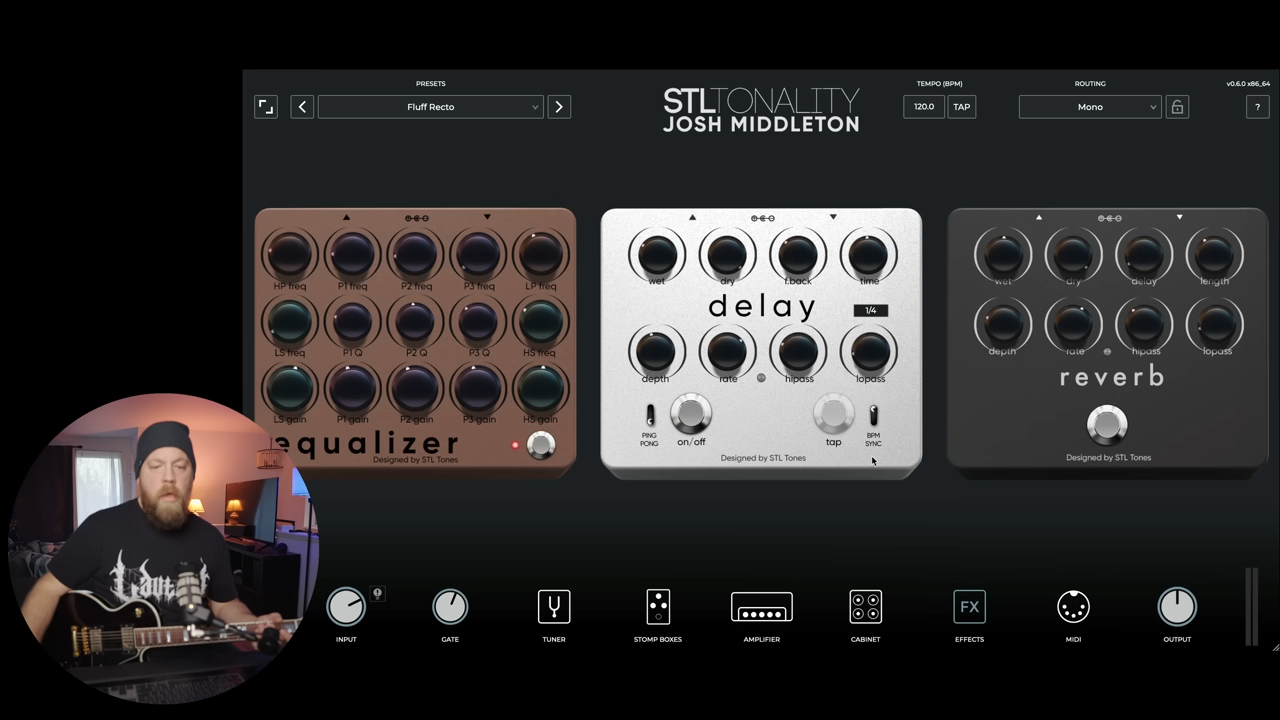 PRESETS
Fluff Recto
STLTONALITY
JOSH MIDDLETON
TEMPO (BPM)
120.0
TAP
ROUTING
Mono
v0.6.0 x86_64
?
HP freq P1 freq P2 freq P3 freq LP freq
LS freq P1 Q P2 Q P3 Q HS freq
LS gain P1 gain P2 gain P3 gain HS gain
equalizer
Designed by STL Tones
wet dry f.back time
delay
1/4
depth rate hipass lopass
PING PONG
on/off
tap
BPM SYNC
Designed by STL Tones
wet dry delay length
depth rate hipass lopass
reverb
Designed by STL Tones
INPUT
GATE
TUNER
STOMP BOXES
AMPLIFIER
CABINET
FX
EFFECTS
MIDI
OUTPUT